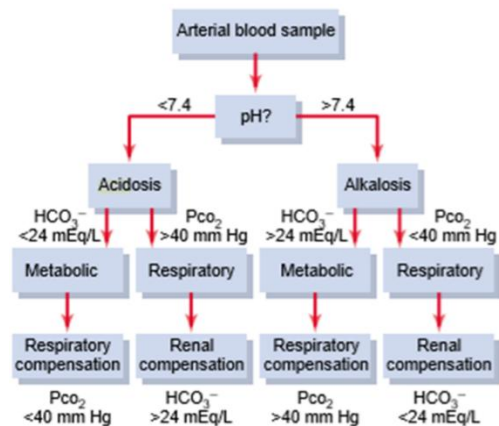 Arterial blood sample
<7.4
pH?
>7.4
Acidosis
Alkalosis
HCO₃⁻
<24 mEq/L
Pco₂
>40 mm Hg
HCO₃⁻
>24 mEq/L
Pco₂
<40 mm Hg
Metabolic
Respiratory
Metabolic
Respiratory
Respiratory
compensation
Renal
compensation
Respiratory
compensation
Renal
compensation
Pco₂
<40 mm Hg
HCO₃⁻
>24 mEq/L
Pco₂
>40 mm Hg
HCO₃⁻
<24 mEq/L